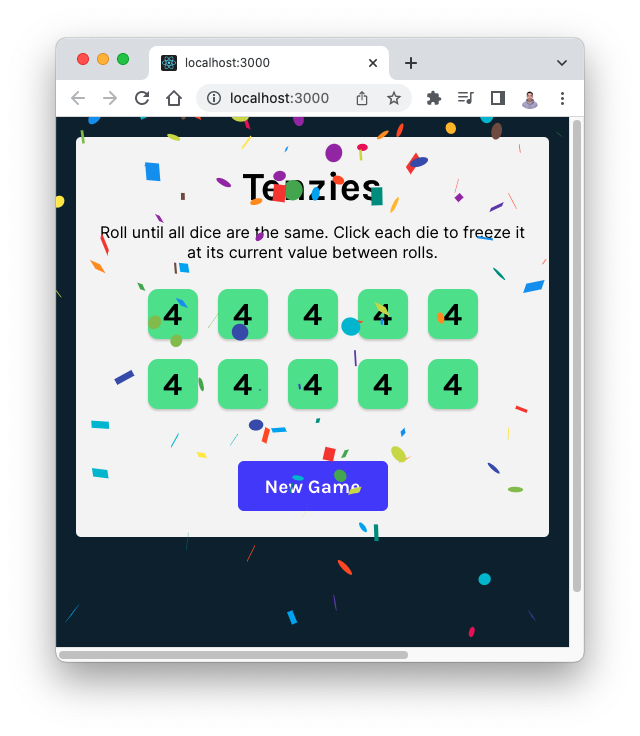 localhost:3000
localhost:3000
Tenzies
Roll until all dice are the same. Click each die to freeze it
at its current value between rolls.
4 4 4 4 4
4 4 4 4 4
New Game